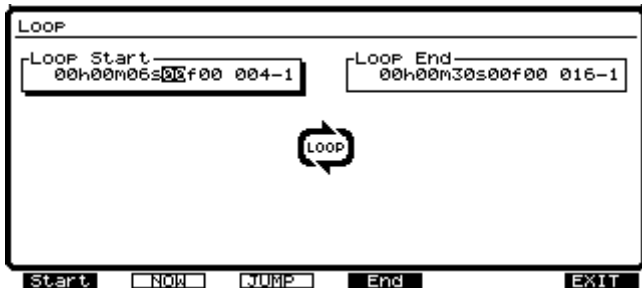 Loop
Loop Start
00h00m06s00f00 004-1
Loop End
00h00m30s00f00 016-1
LOOP
Start NOW JUMP End EXIT